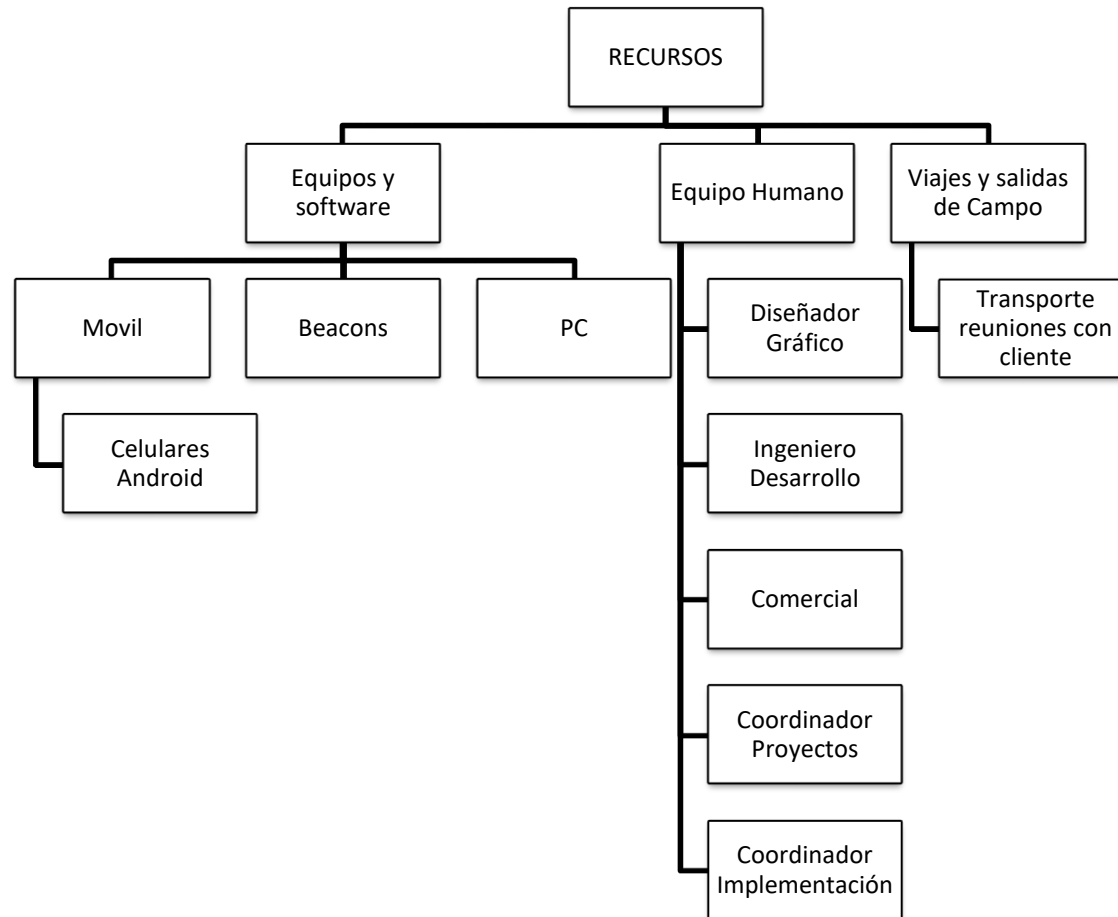 RECURSOS
Equipos y
software
Equipo Humano
Viajes y salidas
de Campo
Movil
Beacons
PC
Diseñador
Gráfico
Transporte
reuniones con
cliente
Celulares
Android
Ingeniero
Desarrollo
Comercial
Coordinador
Proyectos
Coordinador
Implementación